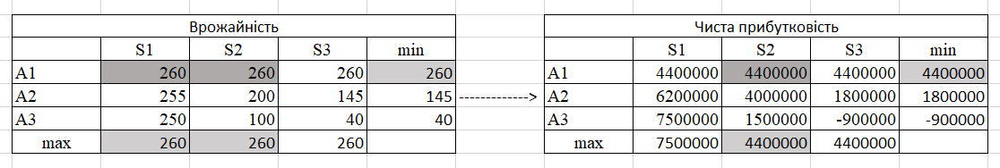 Врожайність Чиста прибутковість
S1 S2 S3 min S1 S2 S3 min
A1 260 260 260 260 A1 4400000 4400000 4400000 4400000
A2 255 200 145 145 -------------> A2 6200000 4000000 1800000 1800000
A3 250 100 40 40 A3 7500000 1500000 -900000 -900000
max 260 260 260 max 7500000 4400000 4400000